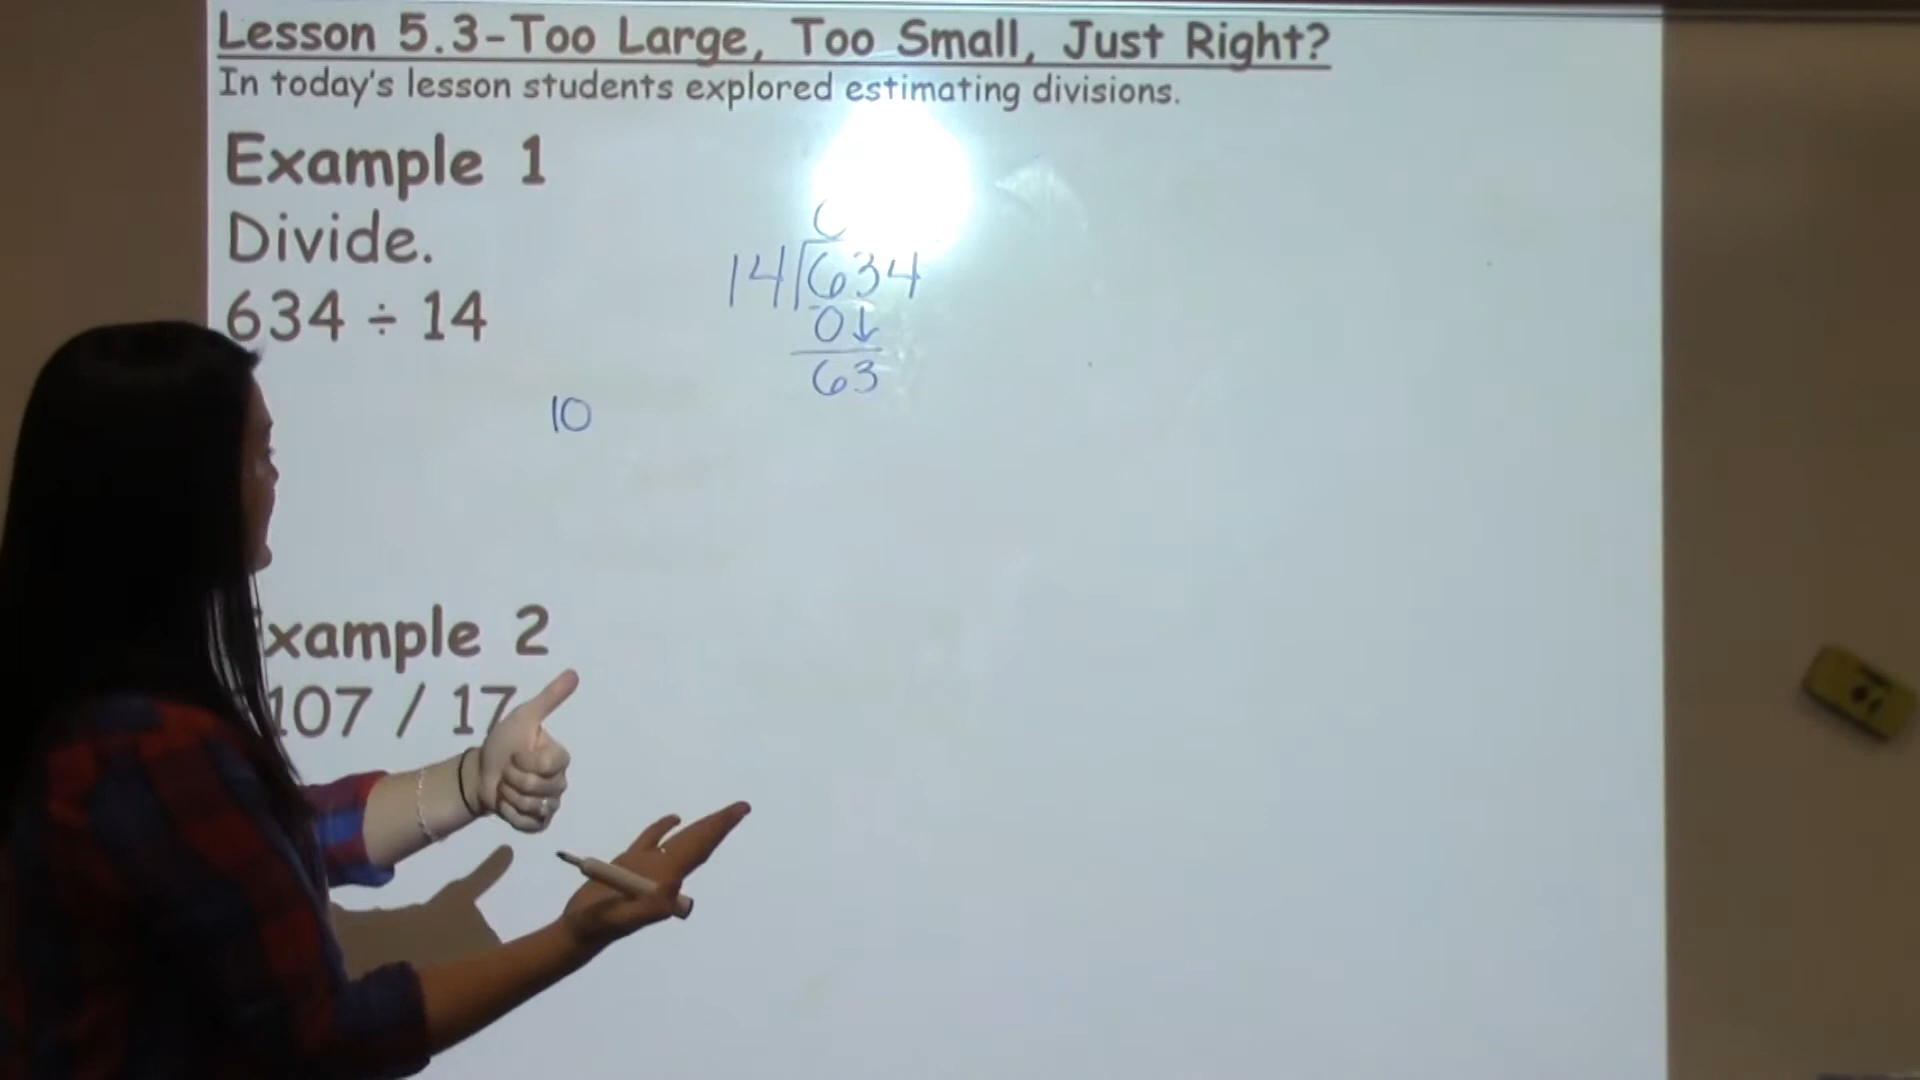 Lesson 5.3-Too Large, Too Small, Just Right?
In today's lesson students explored estimating divisions.
Example 1
Divide.
634 ÷ 14
0
14 634
0↓
63
10
xample 2
107 / 17